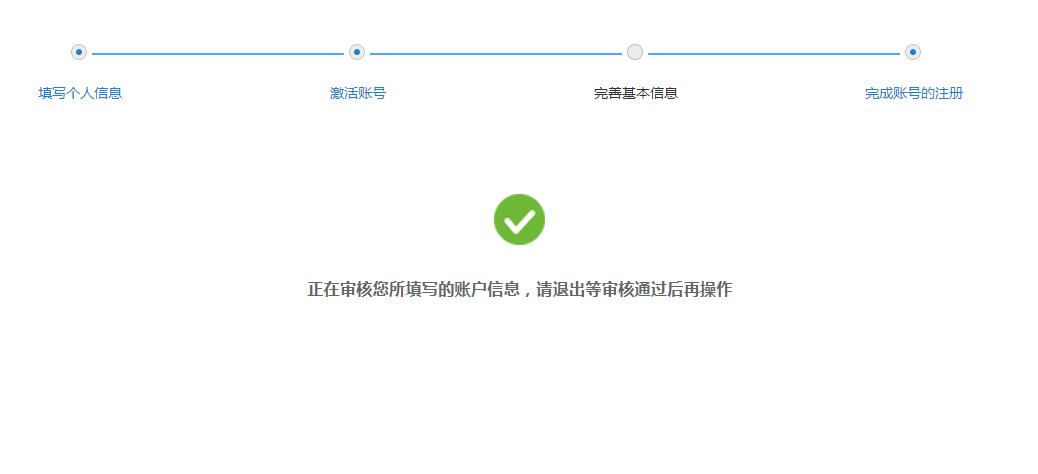 填写个人信息
激活账号
完善基本信息
完成账号的注册
正在审核您所填写的账户信息，请退出等审核通过后再操作